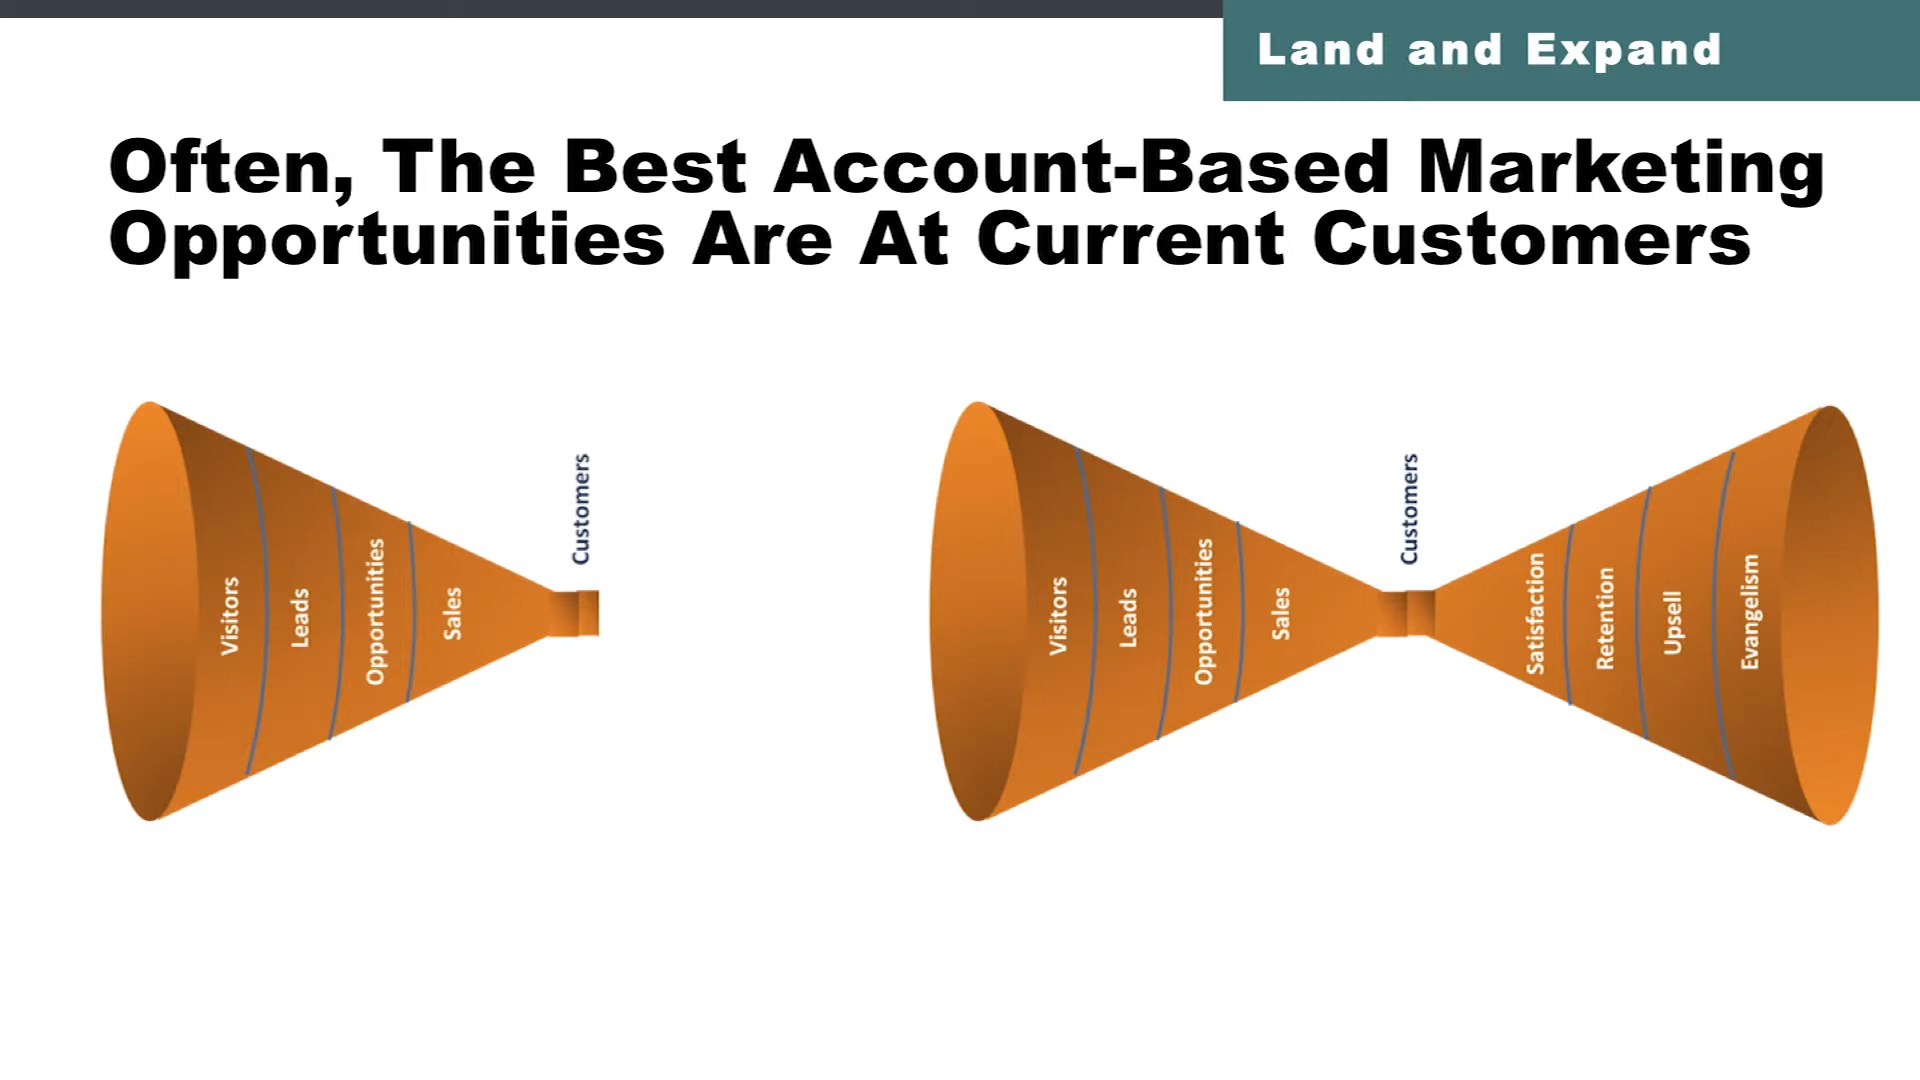 Land and Expand
Often, The Best Account-Based Marketing
Opportunities Are At Current Customers
Visitors
Leads
Opportunities
Sales
Customers
Visitors
Leads
Opportunities
Sales
Customers
Satisfaction
Retention
Upsell
Evangelism